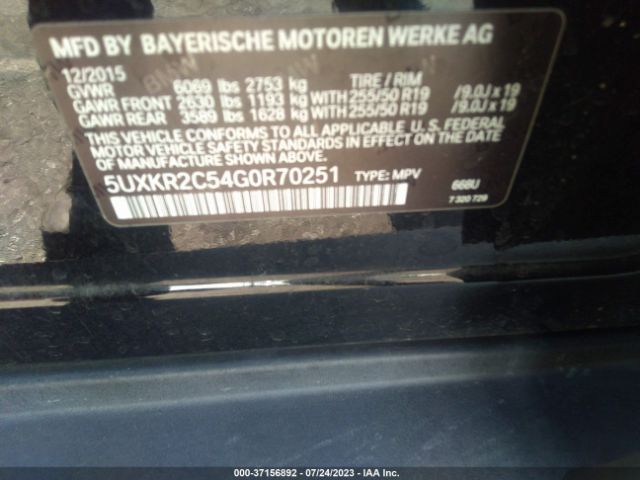 MFD BY BAYERISCHE MOTOREN WERKE AG
12/2015
GVWR 6069 lbs 2753 kg TIRE / RIM
GAWR FRONT 2630 lbs 1193 kg WITH 255/50 R19 /9.0J x 19
GAWR REAR 3589 lbs 1628 kg WITH 255/50 R19 /9.0J x 19
THIS VEHICLE CONFORMS TO ALL APPLICABLE U.S. FEDERAL
MOTOR VEHICLE SAFETY STANDARDS IN EFFECT ON THE DATE
OF MANUFACTURE SHOWN ABOVE.
5UXKR2C54G0R70251 TYPE: MPV 668U
7 320 729
000-37156892 - 07/24/2023 - IAA Inc.